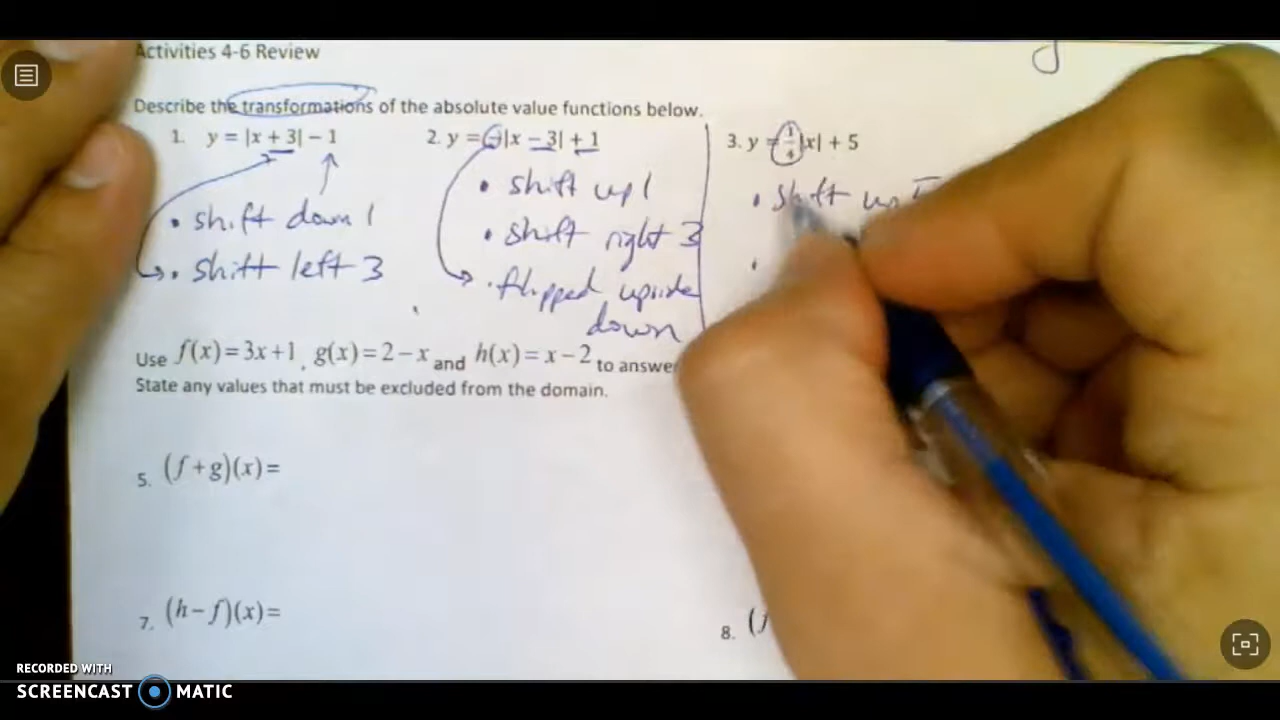 Activities 4-6 Review
Describe the transformations of the absolute value functions below.
1. y = |x + 3| − 1
• shift down 1
• shift left 3
2. y = −|x − 3| + 1
• shift up 1
• shift right 3
• flipped upside
down
3. y = 1/4|x| + 5
• shift up 5
Use f(x)=3x+1, g(x)=2−x and h(x)=x−2 to answer
State any values that must be excluded from the domain.
5. (f+g)(x)=
7. (h−f)(x)=
8. (f
RECORDED WITH
SCREENCAST MATIC